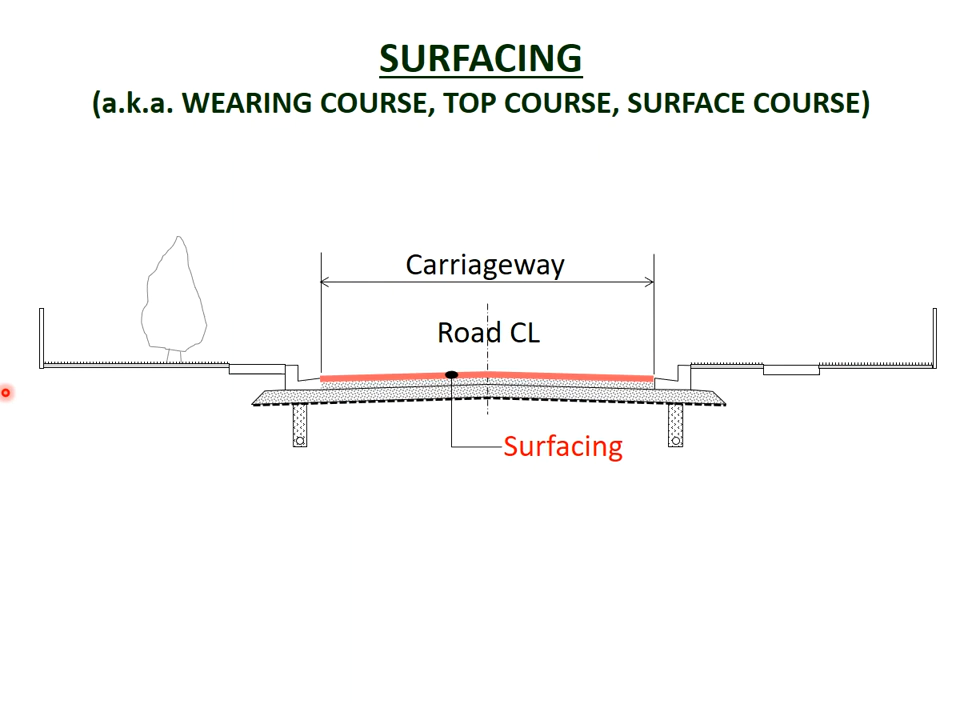 SURFACING
(a.k.a. WEARING COURSE, TOP COURSE, SURFACE COURSE)
Carriageway
Road CL
Surfacing